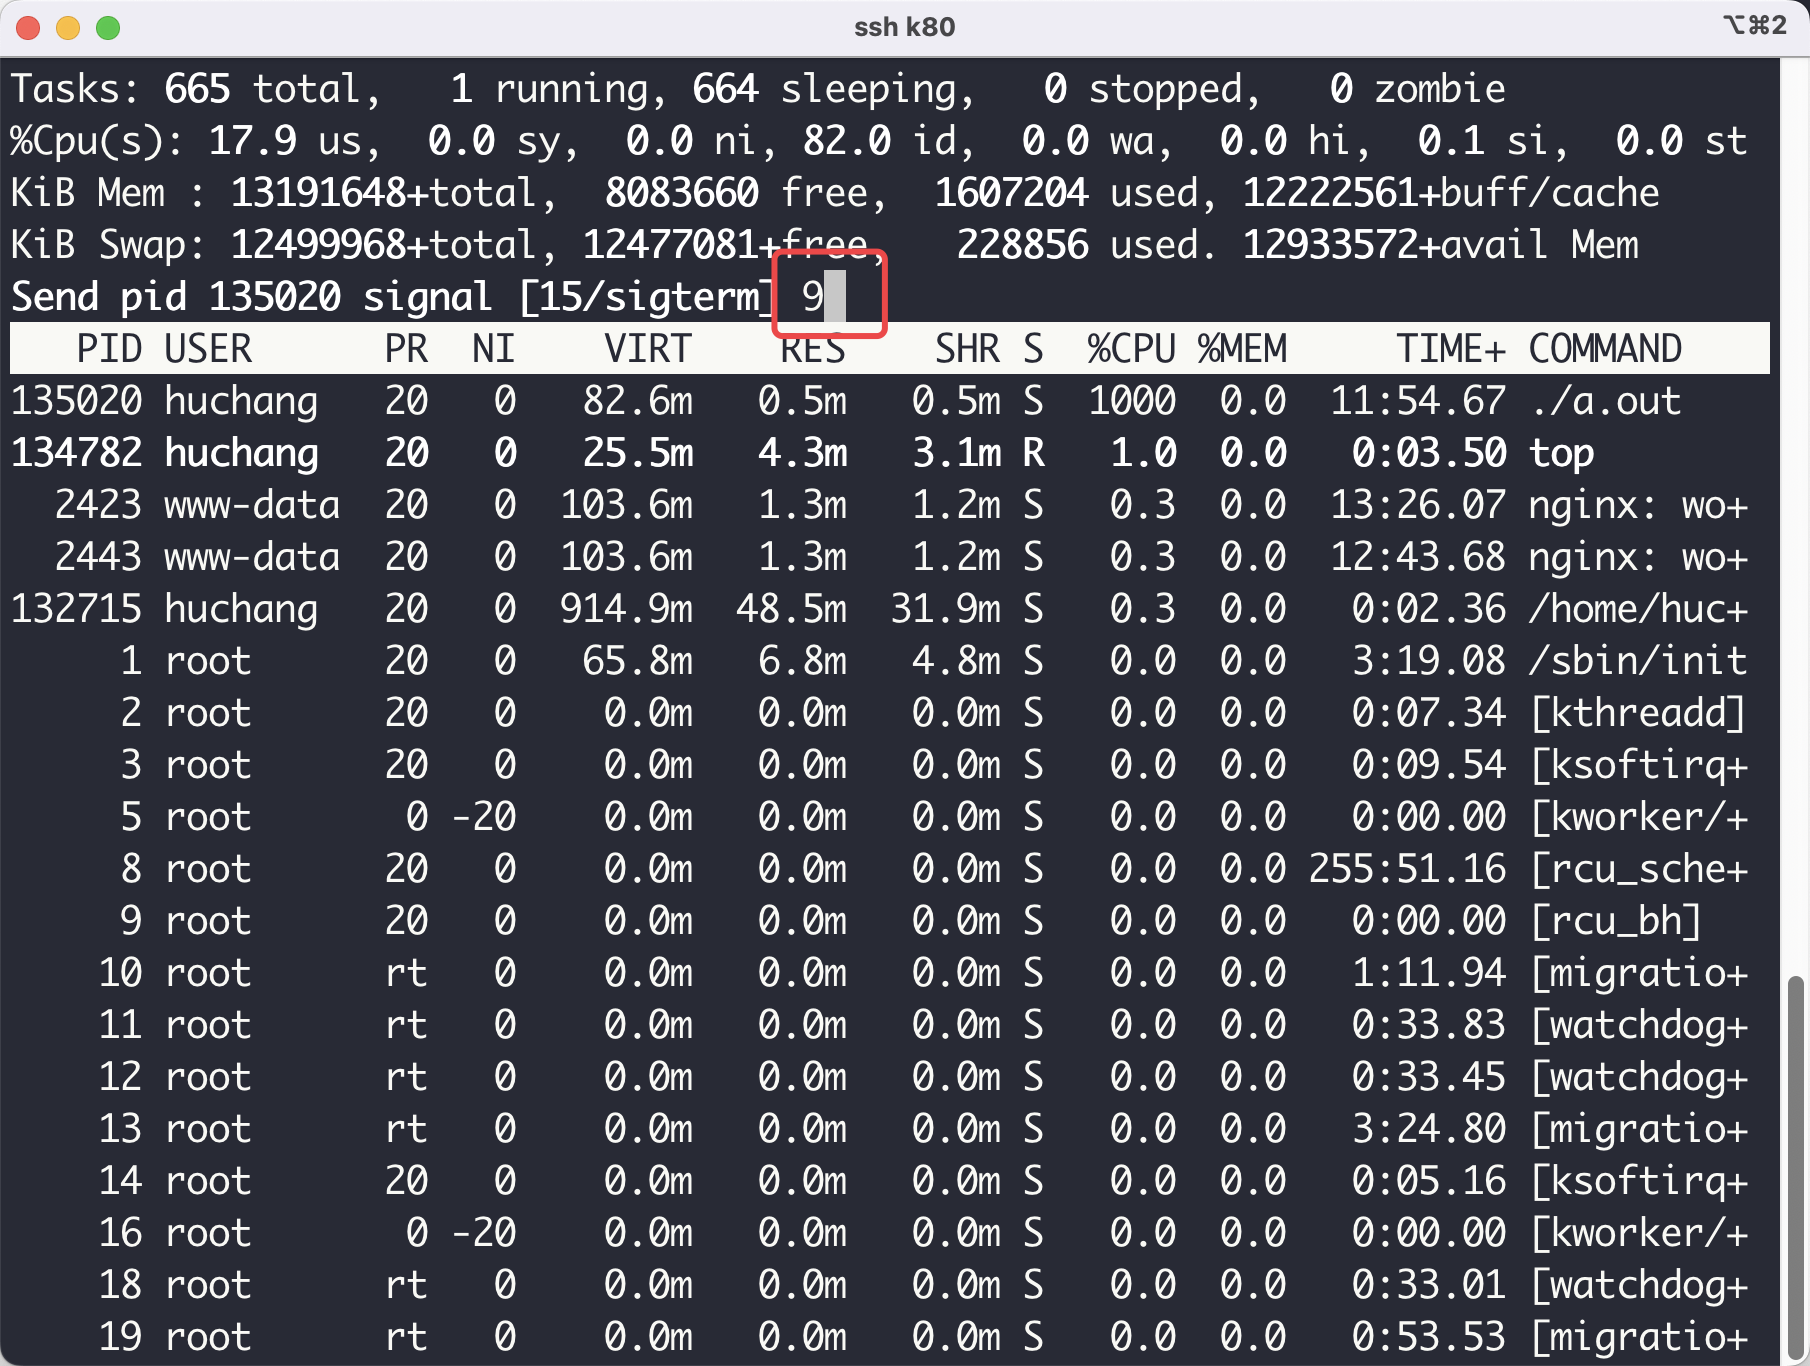 ssh k80
⌥⌘2
Tasks: 665 total,   1 running, 664 sleeping,   0 stopped,   0 zombie
%Cpu(s): 17.9 us,  0.0 sy,  0.0 ni, 82.0 id,  0.0 wa,  0.0 hi,  0.1 si,  0.0 st
KiB Mem : 13191648+total,  8083660 free,  1607204 used, 12222561+buff/cache
KiB Swap: 12499968+total, 12477081+free,   228856 used. 12933572+avail Mem
Send pid 135020 signal [15/sigterm] 9
PID USER PR NI VIRT RES SHR S %CPU %MEM TIME+ COMMAND
135020 huchang 20 0 82.6m 0.5m 0.5m S 1000 0.0 11:54.67 ./a.out
134782 huchang 20 0 25.5m 4.3m 3.1m R 1.0 0.0 0:03.50 top
2423 www-data 20 0 103.6m 1.3m 1.2m S 0.3 0.0 13:26.07 nginx: wo+
2443 www-data 20 0 103.6m 1.3m 1.2m S 0.3 0.0 12:43.68 nginx: wo+
132715 huchang 20 0 914.9m 48.5m 31.9m S 0.3 0.0 0:02.36 /home/huc+
1 root 20 0 65.8m 6.8m 4.8m S 0.0 0.0 3:19.08 /sbin/init
2 root 20 0 0.0m 0.0m 0.0m S 0.0 0.0 0:07.34 [kthreadd]
3 root 20 0 0.0m 0.0m 0.0m S 0.0 0.0 0:09.54 [ksoftirq+
5 root 0 -20 0.0m 0.0m 0.0m S 0.0 0.0 0:00.00 [kworker/+
8 root 20 0 0.0m 0.0m 0.0m S 0.0 0.0 255:51.16 [rcu_sche+
9 root 20 0 0.0m 0.0m 0.0m S 0.0 0.0 0:00.00 [rcu_bh]
10 root rt 0 0.0m 0.0m 0.0m S 0.0 0.0 1:11.94 [migratio+
11 root rt 0 0.0m 0.0m 0.0m S 0.0 0.0 0:33.83 [watchdog+
12 root rt 0 0.0m 0.0m 0.0m S 0.0 0.0 0:33.45 [watchdog+
13 root rt 0 0.0m 0.0m 0.0m S 0.0 0.0 3:24.80 [migratio+
14 root 20 0 0.0m 0.0m 0.0m S 0.0 0.0 0:05.16 [ksoftirq+
16 root 0 -20 0.0m 0.0m 0.0m S 0.0 0.0 0:00.00 [kworker/+
18 root rt 0 0.0m 0.0m 0.0m S 0.0 0.0 0:33.01 [watchdog+
19 root rt 0 0.0m 0.0m 0.0m S 0.0 0.0 0:53.53 [migratio+